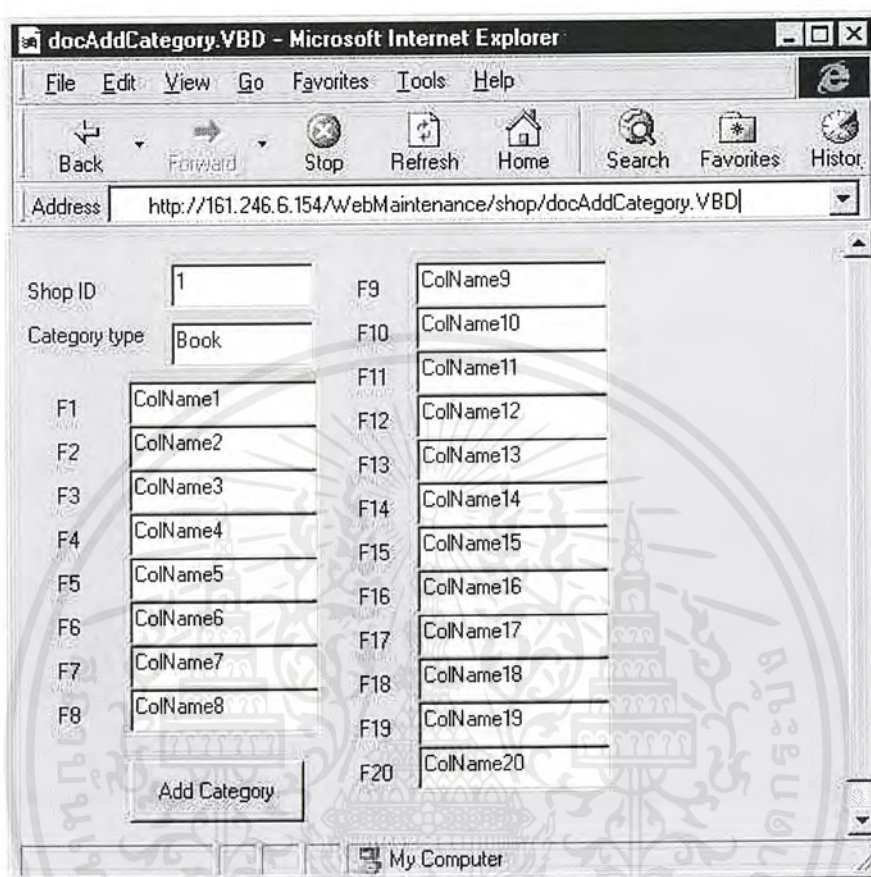 docAddCategory.VBD - Microsoft Internet Explorer
File Edit View Go Favorites Tools Help
Back Forward Stop Refresh Home Search Favorites Histor
Address http://161.246.6.154/WebMaintenance/shop/docAddCategory.VBD
Shop ID 1
Category type Book
F1 ColName1
F2 ColName2
F3 ColName3
F4 ColName4
F5 ColName5
F6 ColName6
F7 ColName7
F8 ColName8
Add Category
F9 ColName9
F10 ColName10
F11 ColName11
F12 ColName12
F13 ColName13
F14 ColName14
F15 ColName15
F16 ColName16
F17 ColName17
F18 ColName18
F19 ColName19
F20 ColName20
My Computer